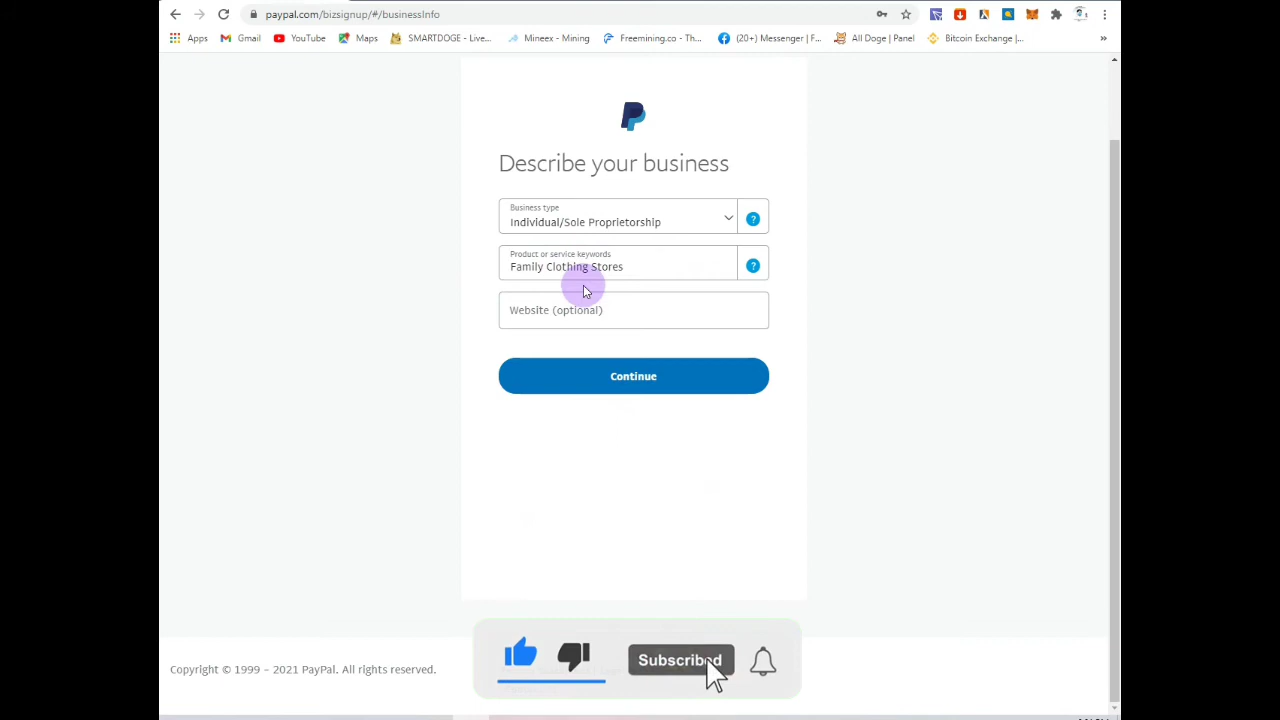 paypal.com/bizsignup/#/businessInfo
Apps Gmail YouTube Maps SMARTDOGE - Live... Mineex - Mining Freemining.co - Th... (20+) Messenger | F... All Doge | Panel Bitcoin Exchange |... »
Describe your business
Business type
Individual/Sole Proprietorship
?
Product or service keywords
Family Clothing Stores
?
Website (optional)
Continue
Subscribed
Copyright © 1999 – 2021 PayPal. All rights reserved.